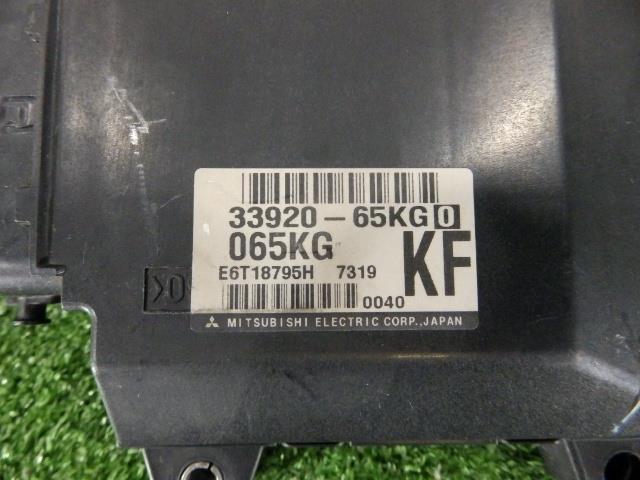 33920-65KG0
065KG
KF
E6T18795H 7319
0040
MITSUBISHI ELECTRIC CORP., JAPAN